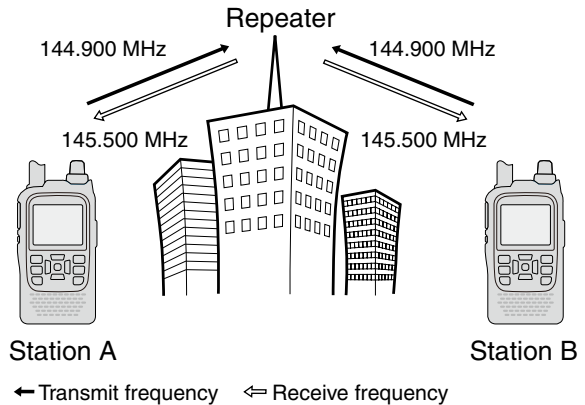 Repeater
144.900 MHz
144.900 MHz
145.500 MHz
145.500 MHz
Station A
Station B
Transmit frequency
Receive frequency